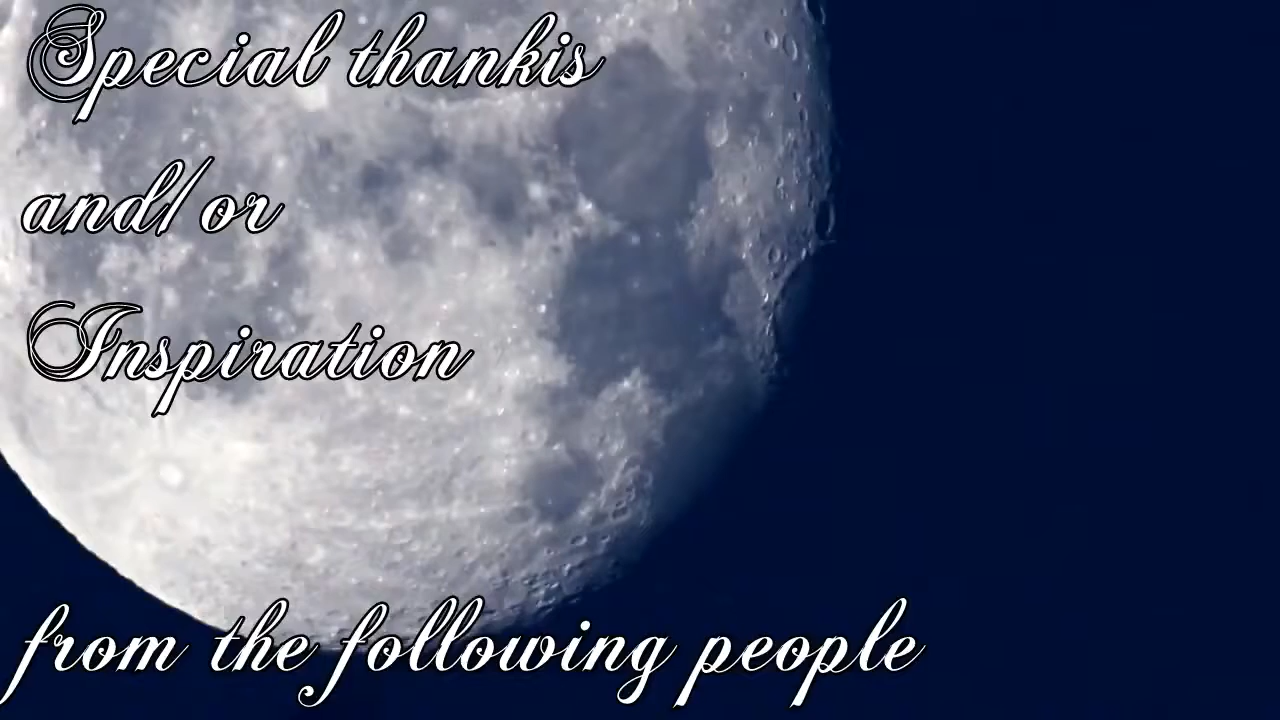 Special thankis
and/or
Inspiration
from the following people